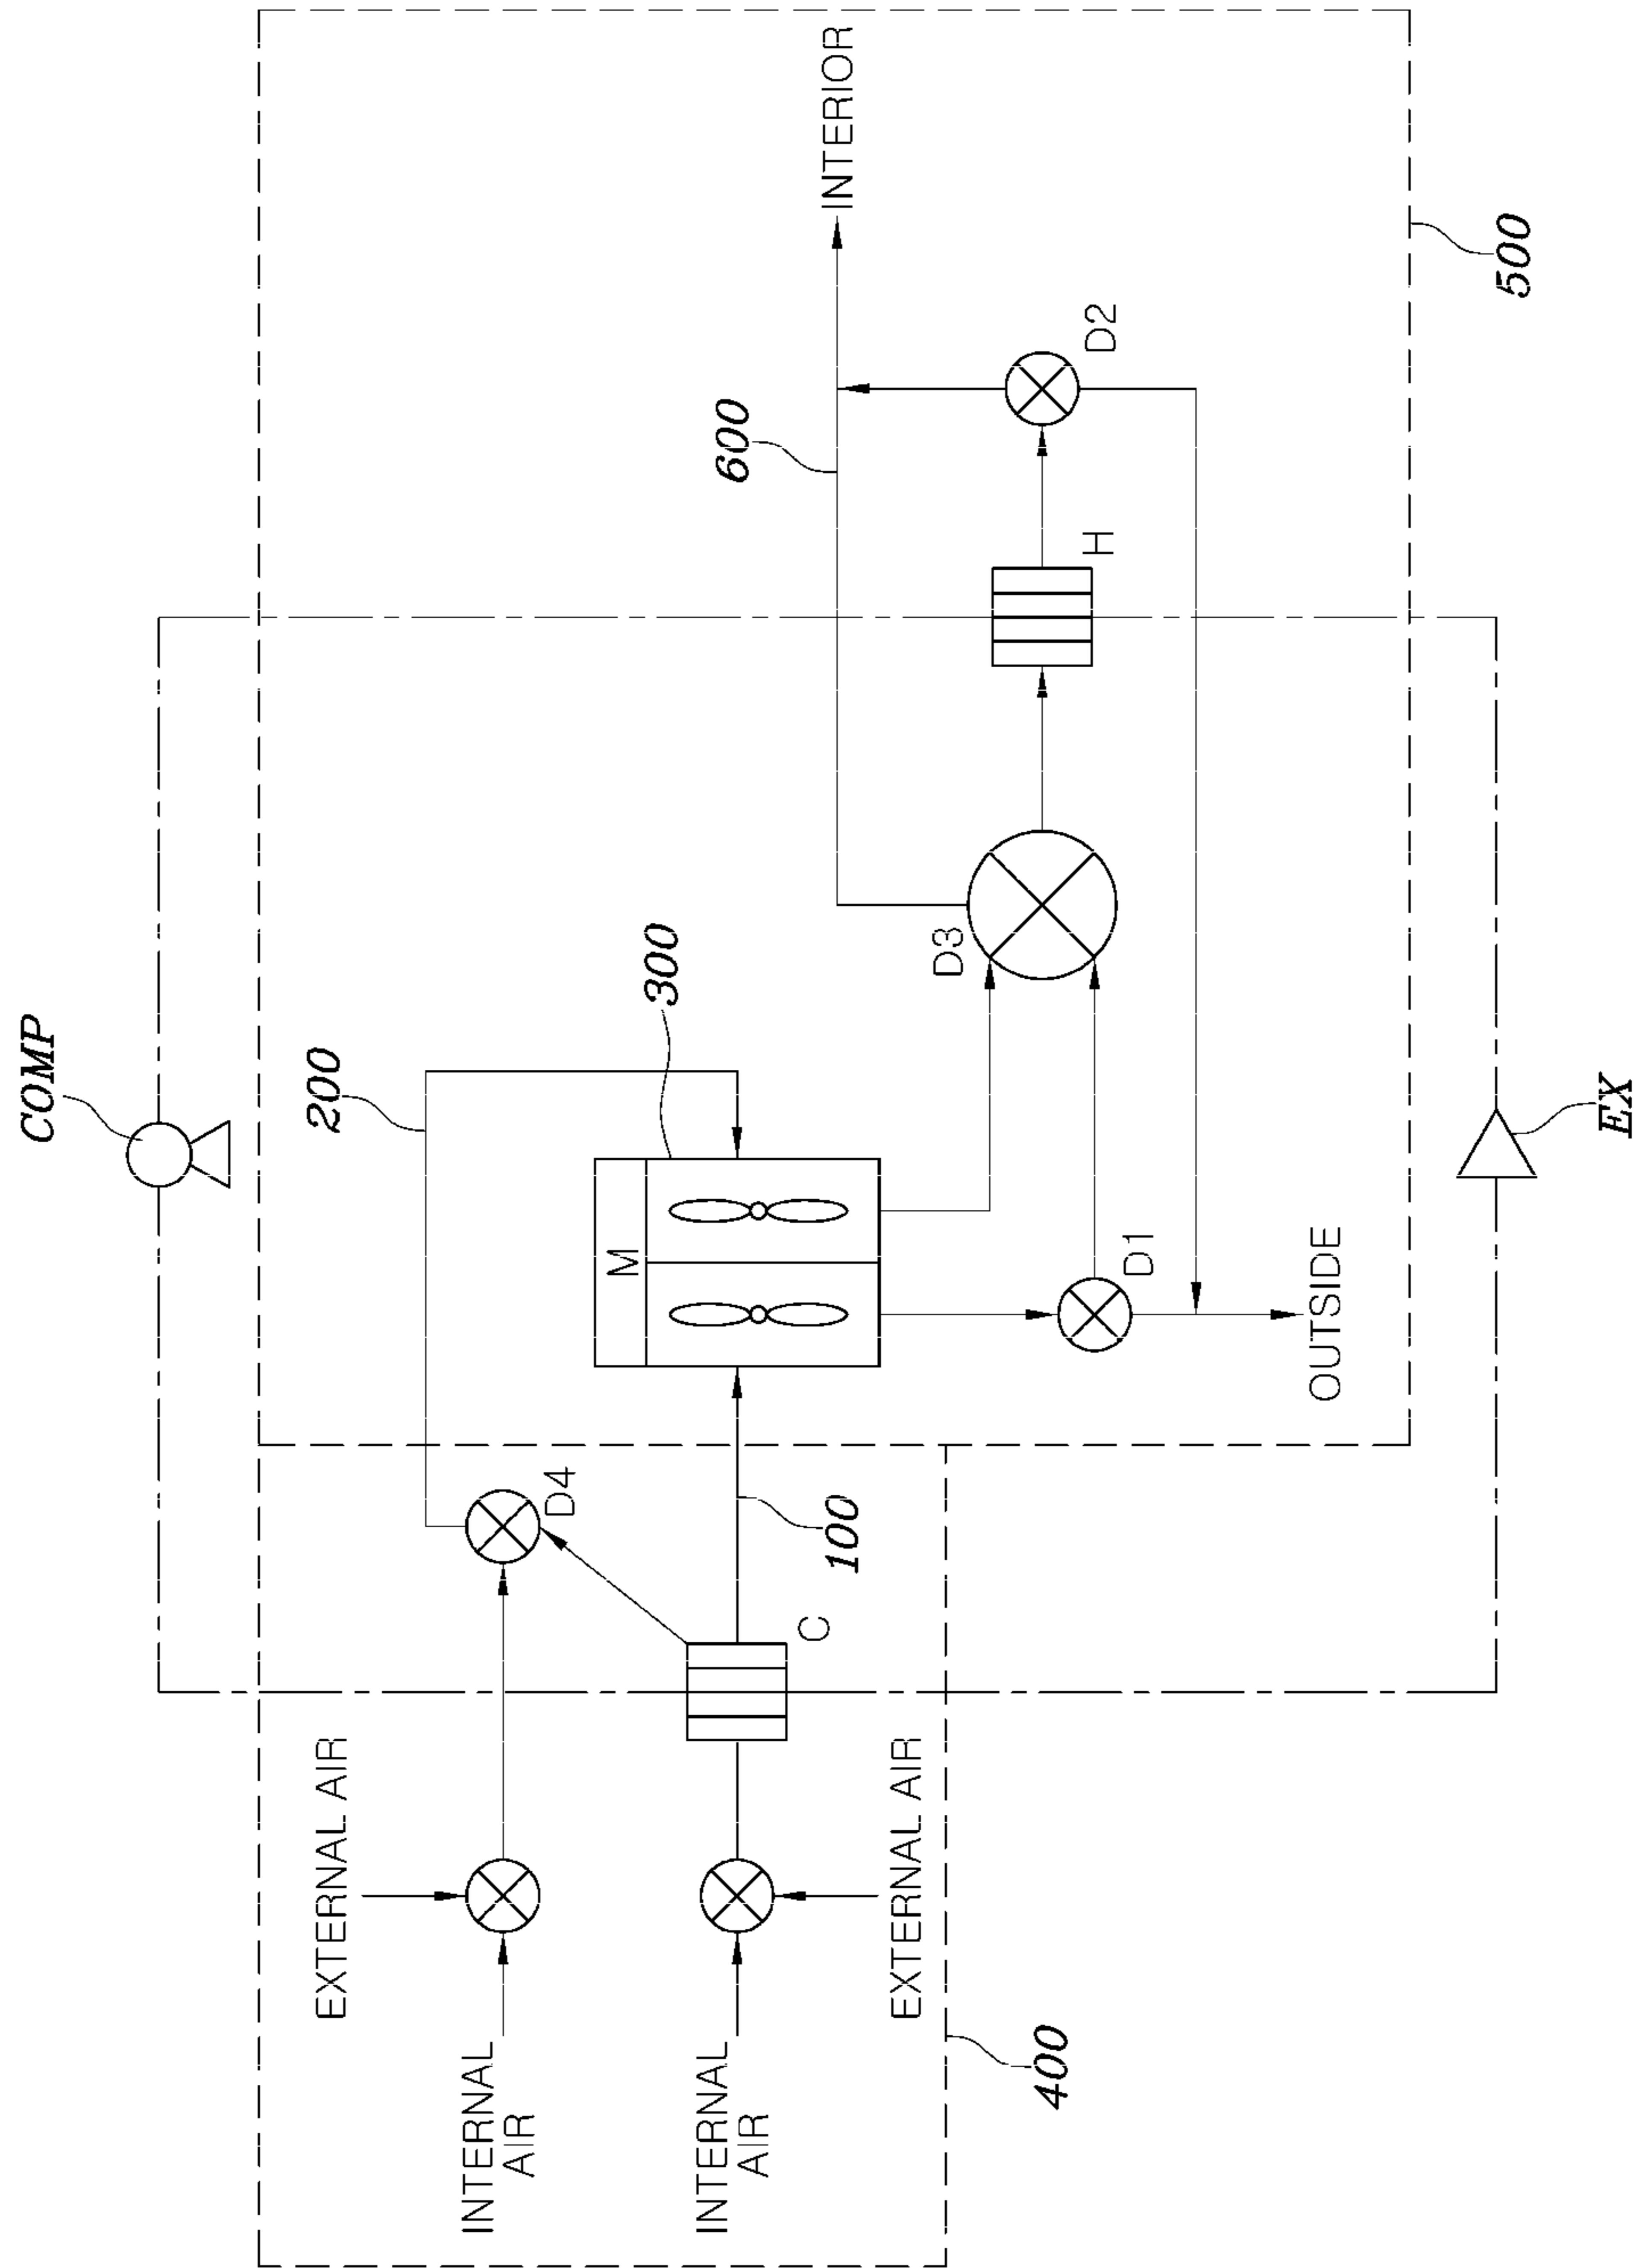 COMP
INTERIOR
EXTERNAL AIR
200
600
300
INTERNAL
AIR
D4
M
D3
INTERNAL
AIR
C
100
H
D2
EXTERNAL AIR
D1
400
OUTSIDE
500
EX